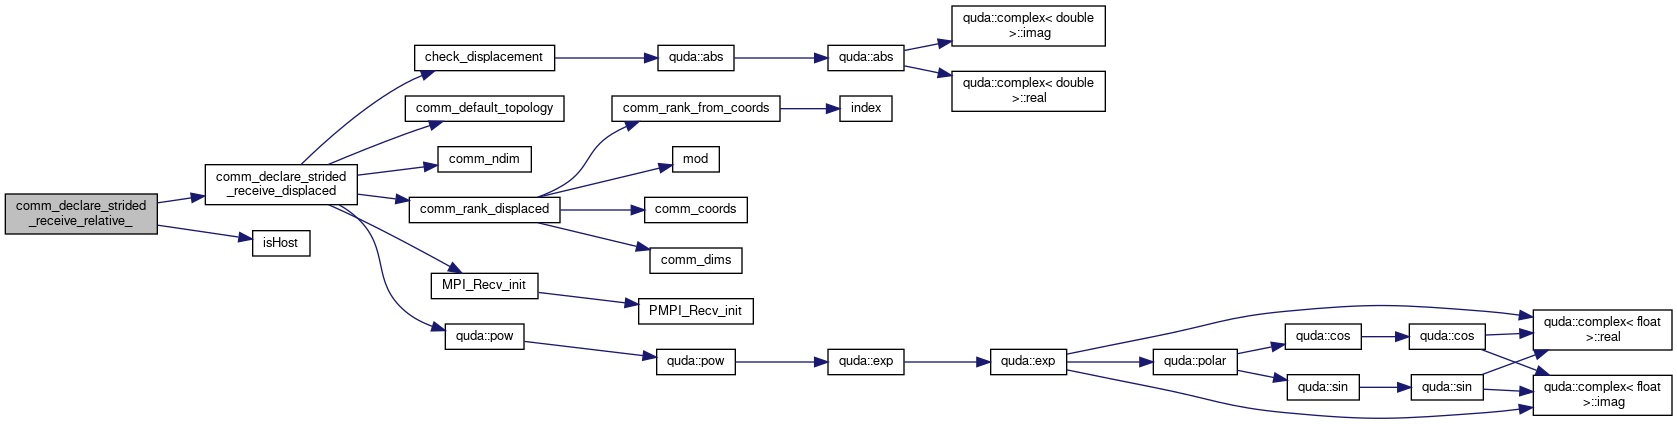 comm_declare_strided
_receive_relative_
comm_declare_strided
_receive_displaced
isHost
check_displacement
comm_default_topology
comm_ndim
comm_rank_displaced
MPI_Recv_init
quda::pow
quda::abs
comm_rank_from_coords
mod
comm_coords
comm_dims
PMPI_Recv_init
quda::pow
quda::abs
index
quda::exp
quda::complex< double
>::imag
quda::complex< double
>::real
quda::exp
quda::polar
quda::cos
quda::sin
quda::cos
quda::sin
quda::complex< float
>::real
quda::complex< float
>::imag